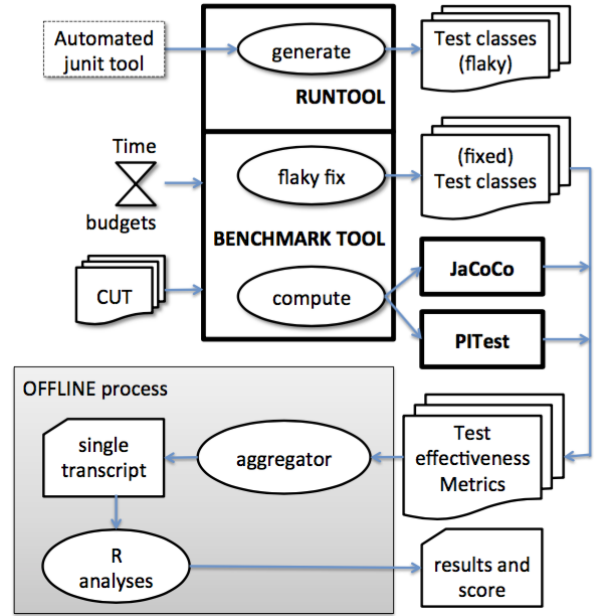 Automated
junit tool
generate
RUNTOOL
Test classes
(flaky)
Time
budgets
flaky fix
BENCHMARK TOOL
(fixed)
Test classes
CUT
compute
JaCoCo
PITest
OFFLINE process
single
transcript
aggregator
Test
effectiveness
Metrics
R
analyses
results and
score